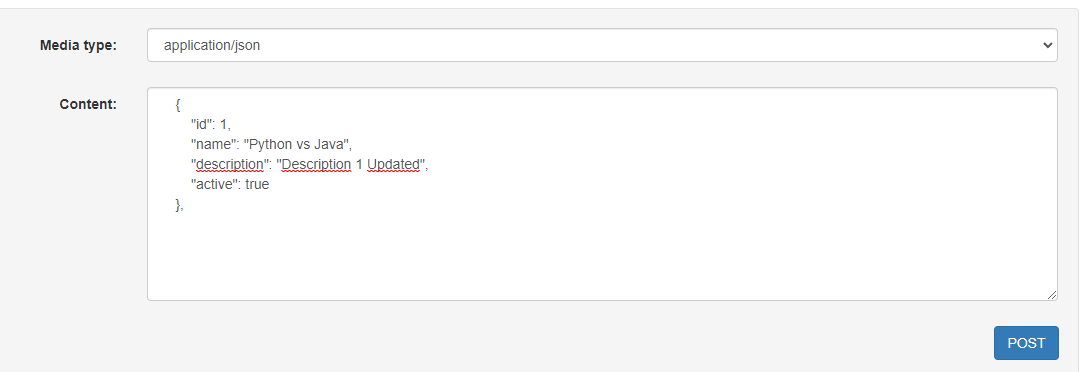 Media type:
application/json
Content:
{
"id": 1,
"name": "Python vs Java",
"description": "Description 1 Updated",
"active": true
},
POST